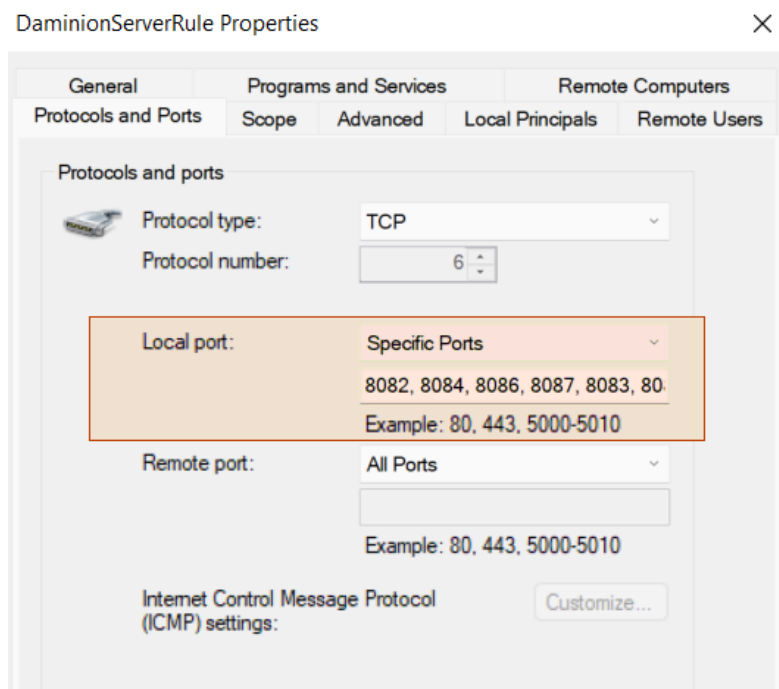 DaminionServerRule Properties
General Programs and Services Remote Computers
Protocols and Ports Scope Advanced Local Principals Remote Users
Protocols and ports
Protocol type: TCP
Protocol number: 6
Local port: Specific Ports
8082, 8084, 8086, 8087, 8083,
Example: 80, 443, 5000-5010
Remote port: All Ports
Example: 80, 443, 5000-5010
Internet Control Message Protocol
(ICMP) settings:
Customize...